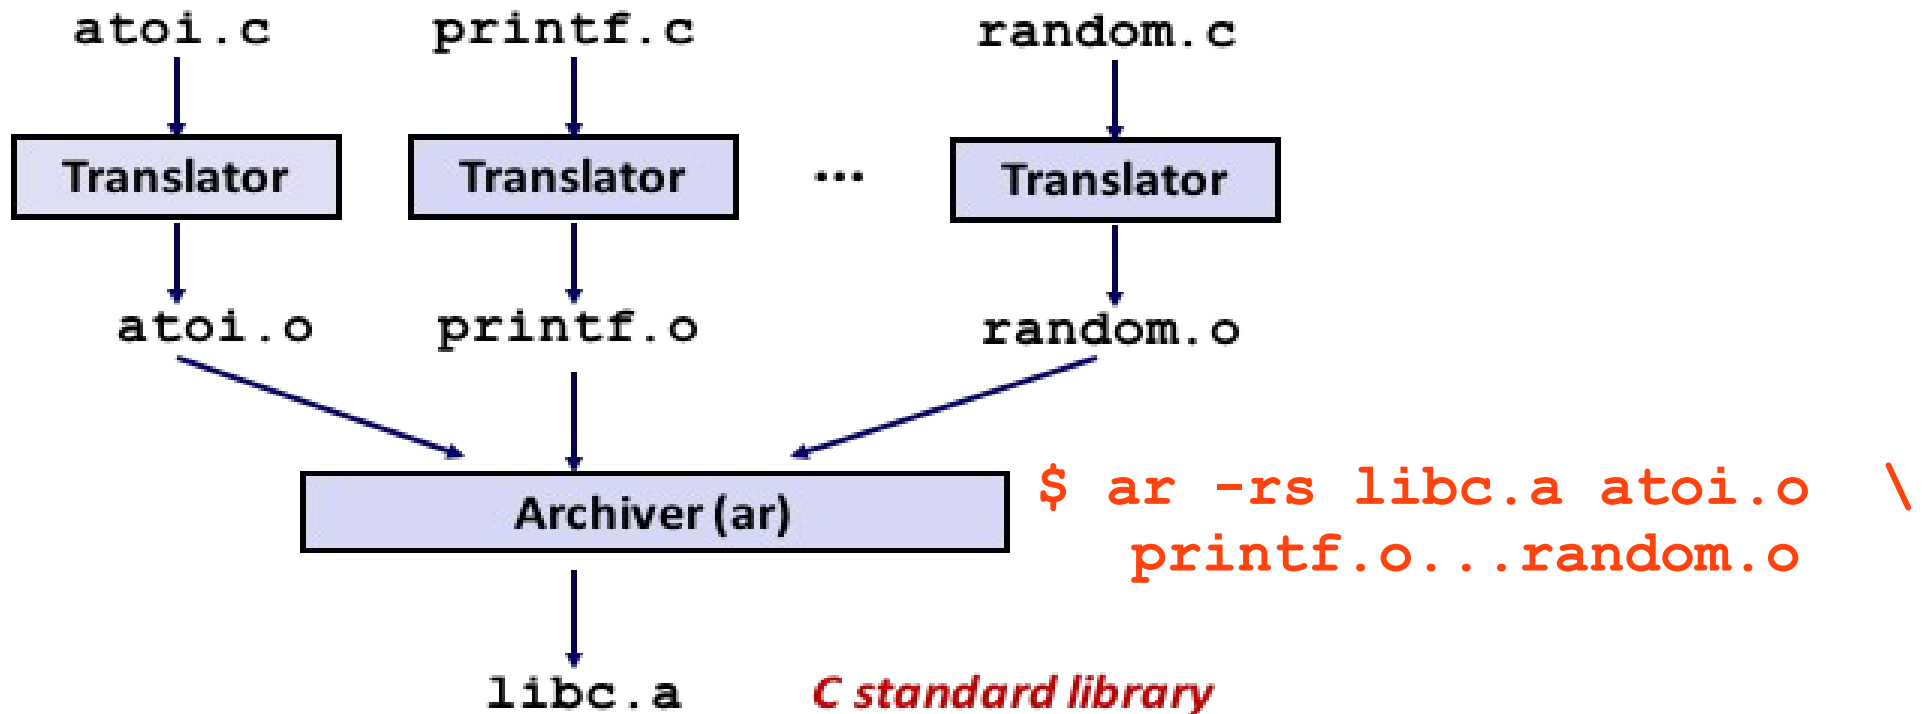 atoi.c printf.c random.c
Translator Translator ... Translator
atoi.o printf.o random.o
Archiver (ar)
$ ar -rs libc.a atoi.o \
printf.o...random.o
libc.a C standard library